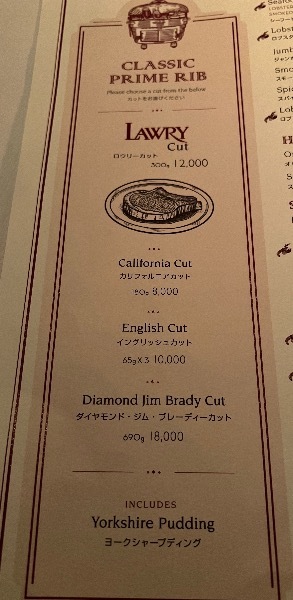 CLASSIC
PRIME RIB
Please choose a cut from the below
カットをお選びください
LAWRY
Cut
ロウリーカット
300g 12,000
California Cut
カリフォルニアカット
8,000
English Cut
イングリッシュカット
65g×3 10,000
Diamond Jim Brady Cut
ダイヤモンド・ジム・ブレーディーカット
690g 18,000
INCLUDES
Yorkshire Pudding
ヨークシャープディング